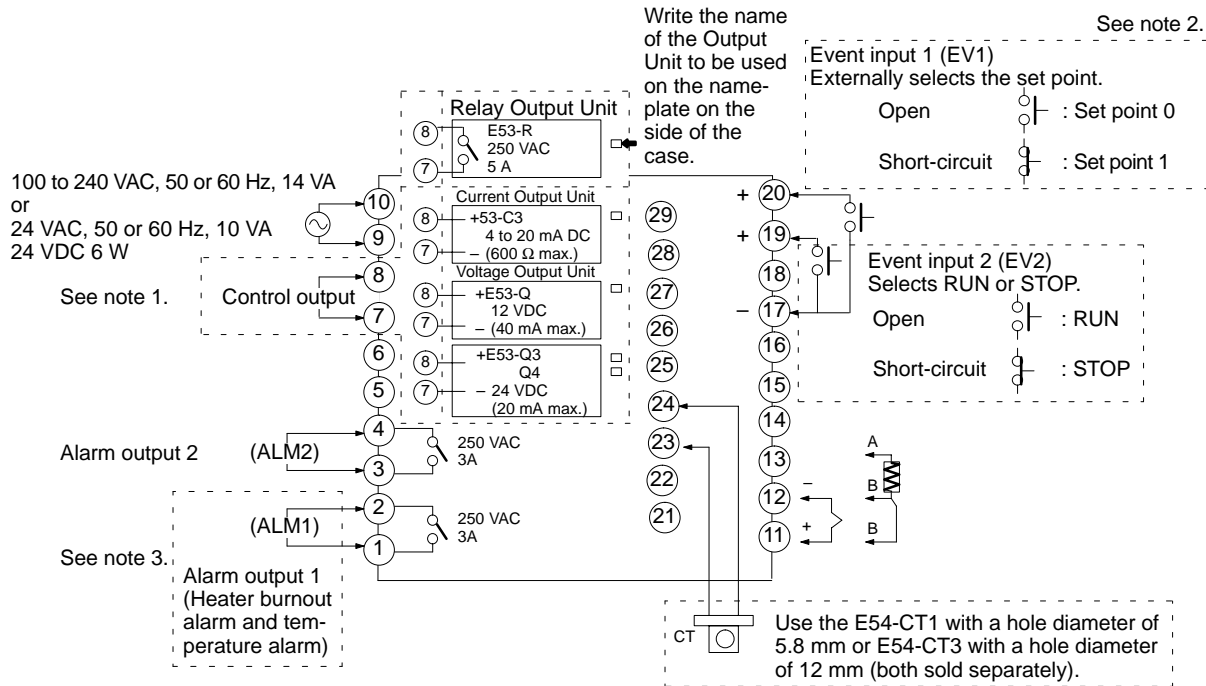 Write the name
of the Output
Unit to be used
on the name-
plate on the
side of the
case.
See note 2.
Event input 1 (EV1)
Externally selects the set point.
Open : Set point 0
Short-circuit : Set point 1
Relay Output Unit
8
7
E53-R
250 VAC
5 A
100 to 240 VAC, 50 or 60 Hz, 14 VA
or
24 VAC, 50 or 60 Hz, 10 VA
24 VDC 6 W
10
9
8
7
6
5
4
3
2
1
See note 1.
Control output
Current Output Unit
8
7
+53-C3
4 to 20 mA DC
– (600 Ω max.)
Voltage Output Unit
8
7
+E53-Q
12 VDC
– (40 mA max.)
8
7
+E53-Q3
Q4
– 24 VDC
(20 mA max.)
29
28
27
26
25
24
23
22
21
+ 20
+ 19
18
– 17
16
15
14
13
12 –
11 +
Event input 2 (EV2)
Selects RUN or STOP.
Open : RUN
Short-circuit : STOP
A
B
B
Alarm output 2
(ALM2)
250 VAC
3A
(ALM1)
250 VAC
3A
See note 3.
Alarm output 1
(Heater burnout
alarm and tem-
perature alarm)
CT
Use the E54-CT1 with a hole diameter of
5.8 mm or E54-CT3 with a hole diameter
of 12 mm (both sold separately).